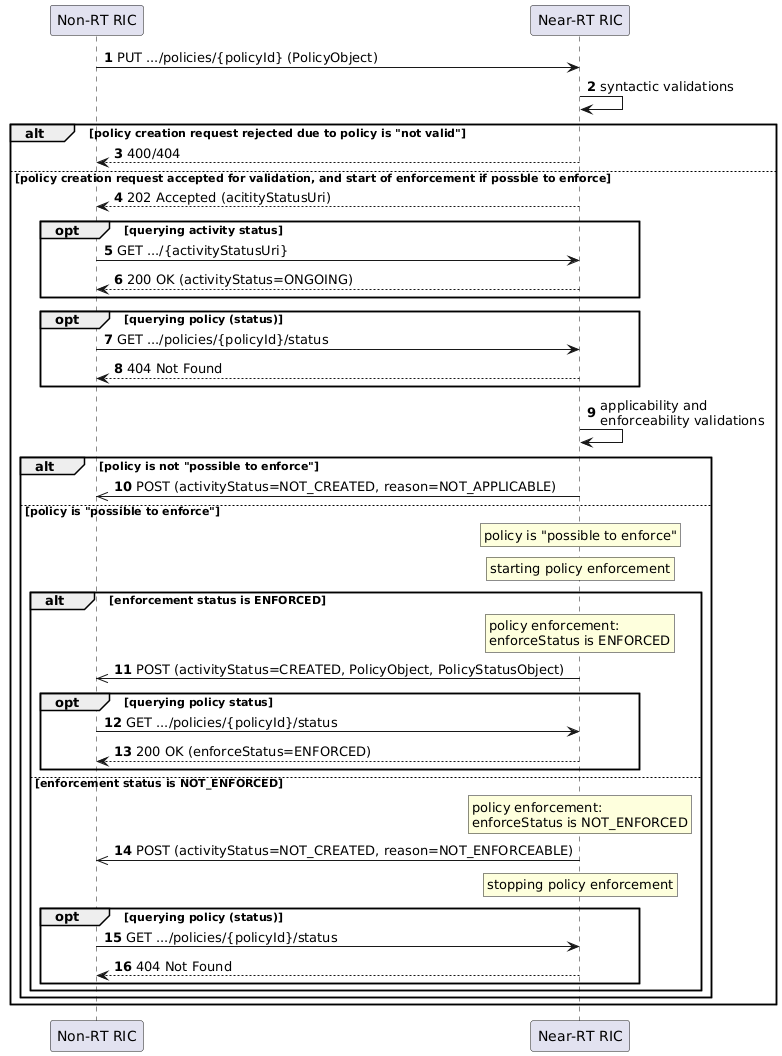 Non-RT RIC
Near-RT RIC
1 PUT .../policies/{policyId} (PolicyObject)
2 syntactic validations
alt [policy creation request rejected due to policy is "not valid"]
3 400/404
[policy creation request accepted for validation, and start of enforcement if possble to enforce]
4 202 Accepted (acitityStatusUri)
opt [querying activity status]
5 GET .../{activityStatusUri}
6 200 OK (activityStatus=ONGOING)
opt [querying policy (status)]
7 GET .../policies/{policyId}/status
8 404 Not Found
9 applicability and
enforceability validations
alt [policy is not "possible to enforce"]
10 POST (activityStatus=NOT_CREATED, reason=NOT_APPLICABLE)
[policy is "possible to enforce"]
policy is "possible to enforce"
starting policy enforcement
alt [enforcement status is ENFORCED]
policy enforcement:
enforceStatus is ENFORCED
11 POST (activityStatus=CREATED, PolicyObject, PolicyStatusObject)
opt [querying policy status]
12 GET .../policies/{policyId}/status
13 200 OK (enforceStatus=ENFORCED)
[enforcement status is NOT_ENFORCED]
policy enforcement:
enforceStatus is NOT_ENFORCED
14 POST (activityStatus=NOT_CREATED, reason=NOT_ENFORCEABLE)
stopping policy enforcement
opt [querying policy (status)]
15 GET .../policies/{policyId}/status
16 404 Not Found
Non-RT RIC
Near-RT RIC